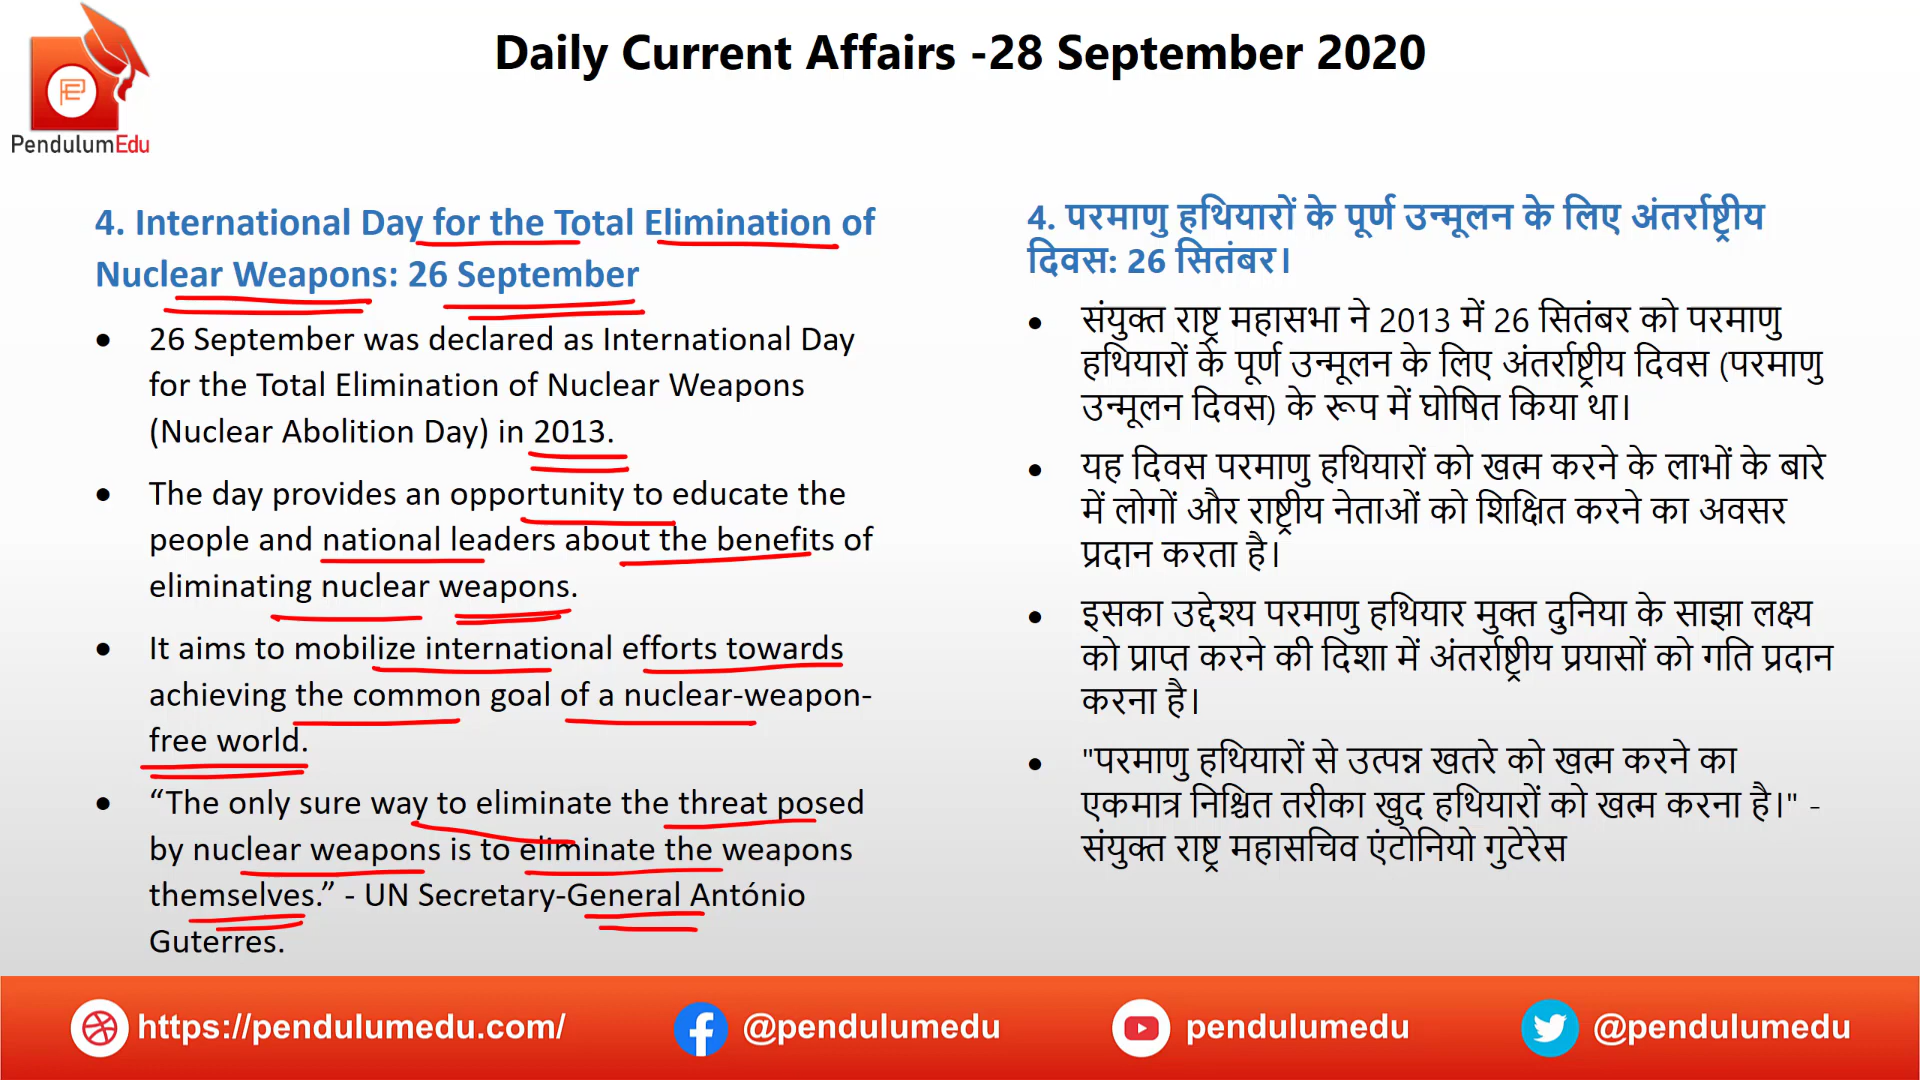 Daily Current Affairs -28 September 2020
PendulumEdu
4. International Day for the Total Elimination of
Nuclear Weapons: 26 September
• 26 September was declared as International Day
for the Total Elimination of Nuclear Weapons
(Nuclear Abolition Day) in 2013.
• The day provides an opportunity to educate the
people and national leaders about the benefits of
eliminating nuclear weapons.
• It aims to mobilize international efforts towards
achieving the common goal of a nuclear-weapon-
free world.
• “The only sure way to eliminate the threat posed
by nuclear weapons is to eliminate the weapons
themselves.” - UN Secretary-General António
Guterres.
4. परमाणु हथियारों के पूर्ण उन्मूलन के लिए अंतर्राष्ट्रीय
दिवस: 26 सितंबर।
• संयुक्त राष्ट्र महासभा ने 2013 में 26 सितंबर को परमाणु
हथियारों के पूर्ण उन्मूलन के लिए अंतर्राष्ट्रीय दिवस (परमाणु
उन्मूलन दिवस) के रूप में घोषित किया था।
• यह दिवस परमाणु हथियारों को खत्म करने के लाभों के बारे
में लोगों और राष्ट्रीय नेताओं को शिक्षित करने का अवसर
प्रदान करता है।
• इसका उद्देश्य परमाणु हथियार मुक्त दुनिया के साझा लक्ष्य
को प्राप्त करने की दिशा में अंतर्राष्ट्रीय प्रयासों को गति प्रदान
करना है।
• "परमाणु हथियारों से उत्पन्न खतरे को खत्म करने का
एकमात्र निश्चित तरीका खुद हथियारों को खत्म करना है।" -
संयुक्त राष्ट्र महासचिव एंटोनियो गुटेरेस
https://pendulumedu.com/
@pendulumedu
pendulumedu
@pendulumedu